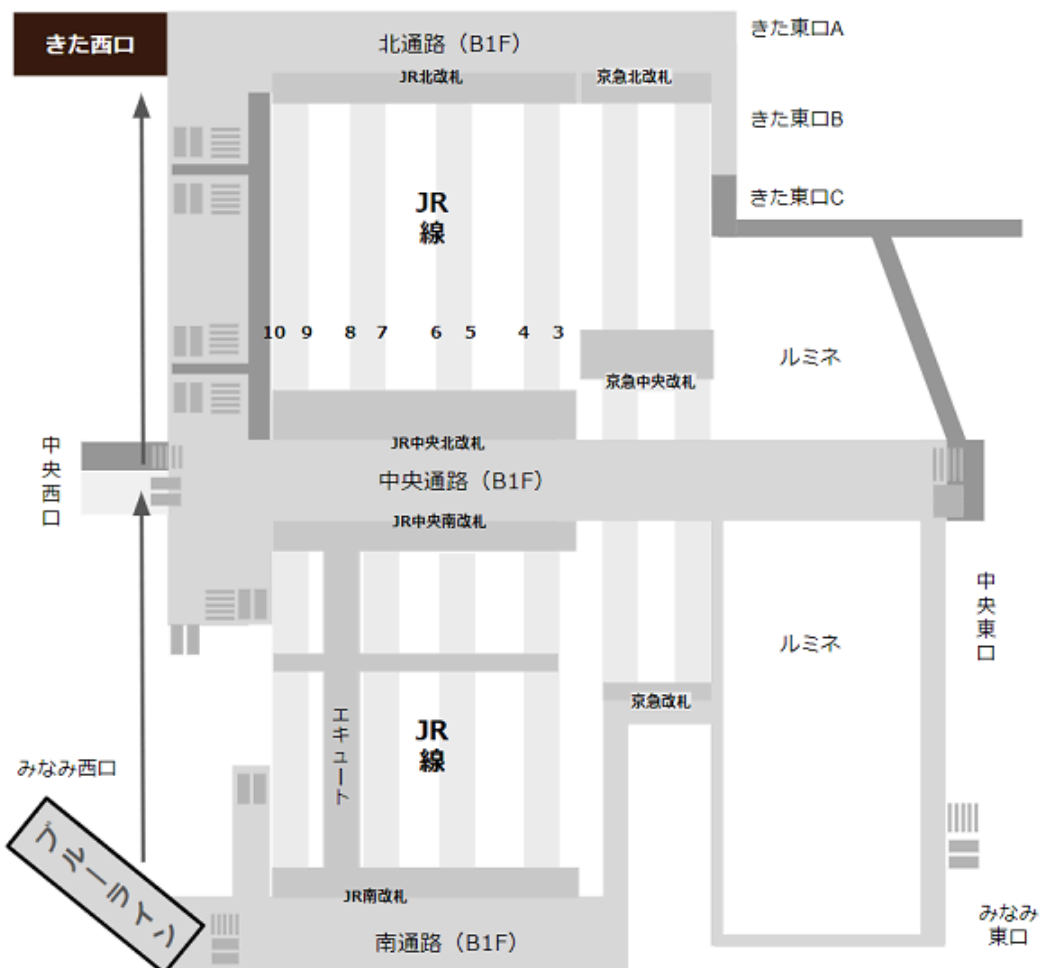 きた西口
北通路（B1F）
きた東口A
JR北改札
京急北改札
きた東口B
きた東口C
JR
線
10 9 8 7 6 5 4 3
ルミネ
京急中央改札
JR中央北改札
中央西口
中央通路（B1F）
JR中央南改札
中央東口
ルミネ
京急改札
エキュート
JR
線
みなみ西口
ブルーライン
JR南改札
みなみ
東口
南通路（B1F）